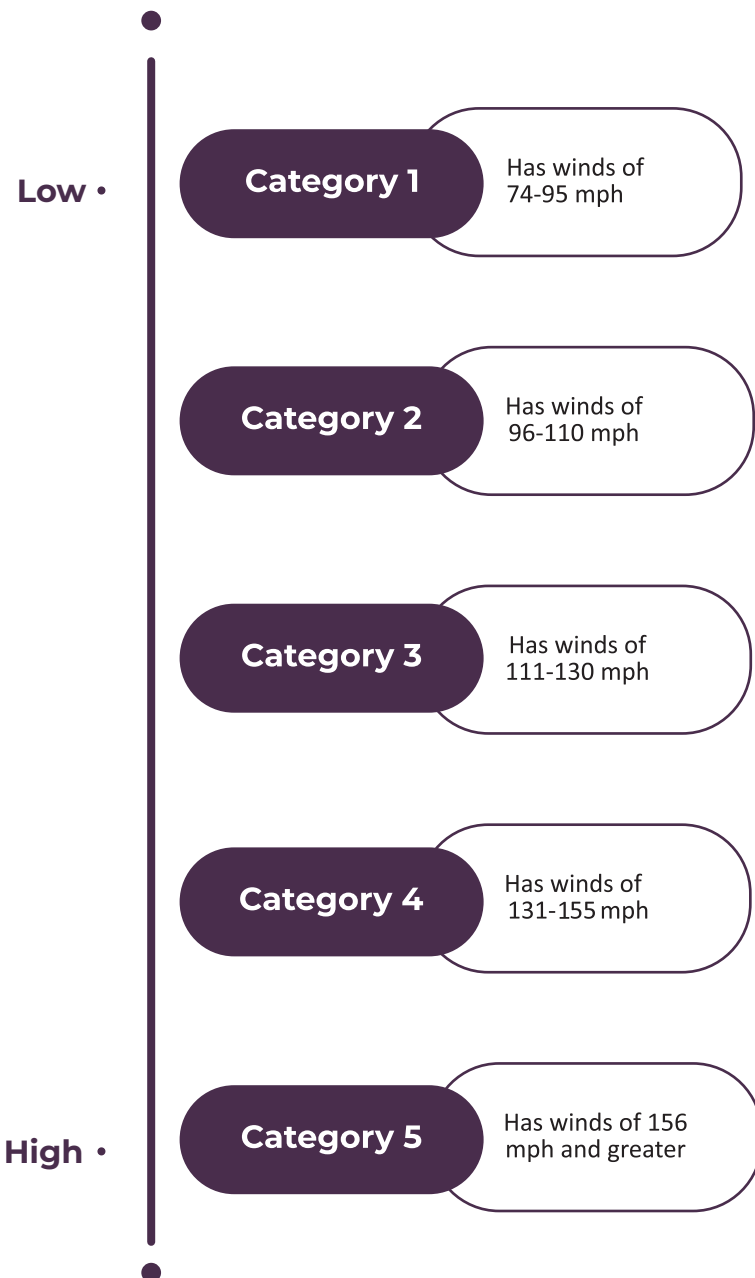 Low •
Category 1
Has winds of
74-95 mph
Category 2
Has winds of
96-110 mph
Category 3
Has winds of
111-130 mph
Category 4
Has winds of
131-155 mph
High •
Category 5
Has winds of 156
mph and greater